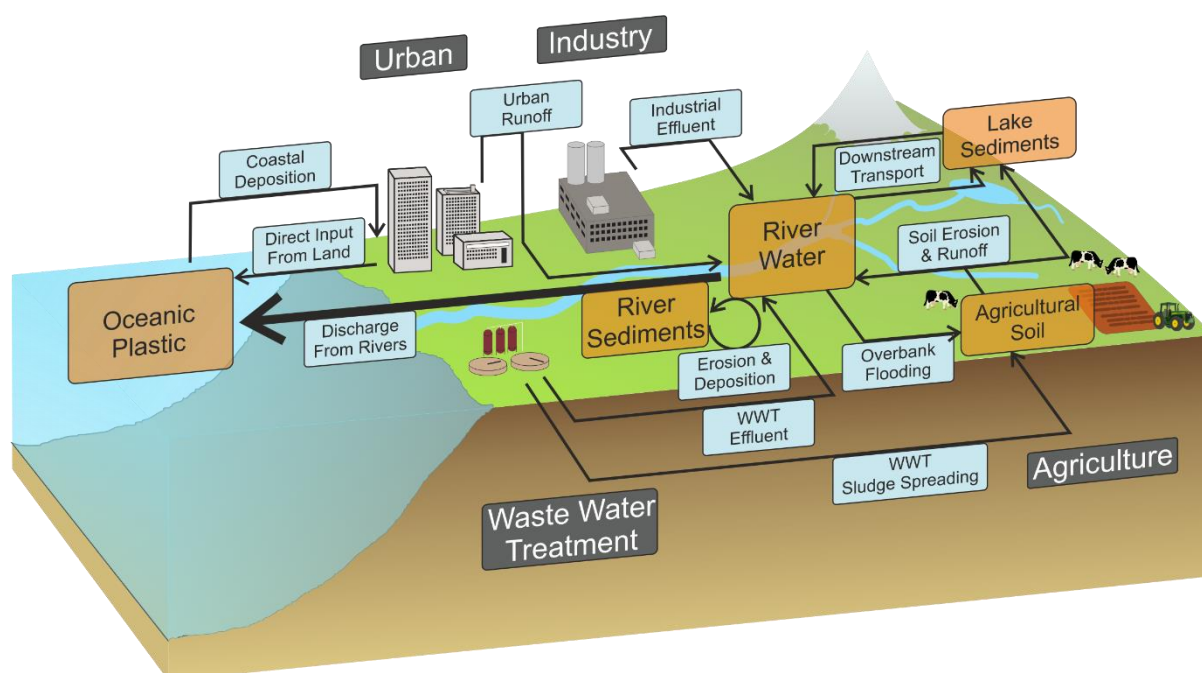 Urban
Industry
Urban
Runoff
Industrial
Effluent
Lake
Sediments
Coastal
Deposition
Downstream
Transport
River
Water
Soil Erosion
& Runoff
Direct Input
From Land
Oceanic
Plastic
River
Sediments
Agricultural
Soil
Discharge
From Rivers
Erosion &
Deposition
Overbank
Flooding
WWT
Effluent
WWT
Sludge Spreading
Agriculture
Waste Water
Treatment